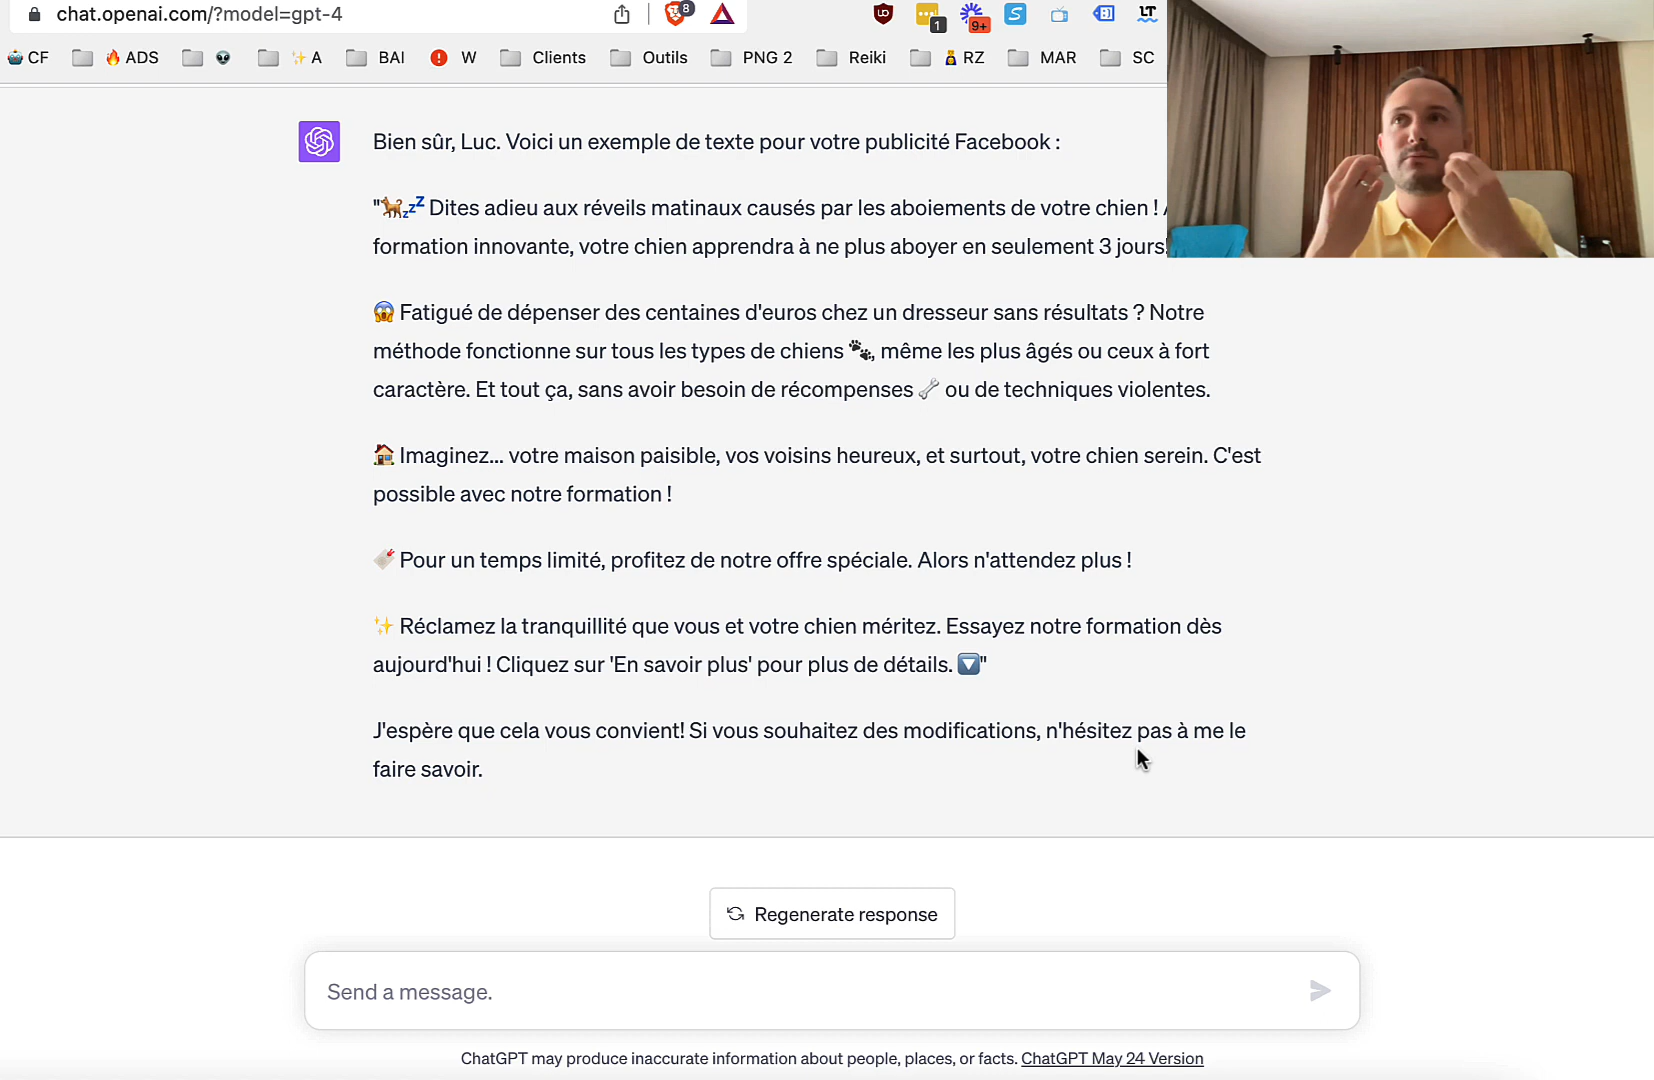 chat.openai.com/?model=gpt-4
8
1
9+
S
LT
CF
ADS
A
BAI
W
Clients
Outils
PNG 2
Reiki
RZ
MAR
SC
Bien sûr, Luc. Voici un exemple de texte pour votre publicité Facebook :
"🐕💤 Dites adieu aux réveils matinaux causés par les aboiements de votre chien !
formation innovante, votre chien apprendra à ne plus aboyer en seulement 3 jours!
😱 Fatigué de dépenser des centaines d'euros chez un dresseur sans résultats ? Notre
méthode fonctionne sur tous les types de chiens 🐾, même les plus âgés ou ceux à fort
caractère. Et tout ça, sans avoir besoin de récompenses 🦴 ou de techniques violentes.
🏠 Imaginez... votre maison paisible, vos voisins heureux, et surtout, votre chien serein. C'est
possible avec notre formation !
Pour un temps limité, profitez de notre offre spéciale. Alors n'attendez plus !
✨ Réclamez la tranquillité que vous et votre chien méritez. Essayez notre formation dès
aujourd'hui ! Cliquez sur 'En savoir plus' pour plus de détails. 🔽"
J'espère que cela vous convient! Si vous souhaitez des modifications, n'hésitez pas à me le
faire savoir.
Regenerate response
Send a message.
ChatGPT may produce inaccurate information about people, places, or facts. ChatGPT May 24 Version